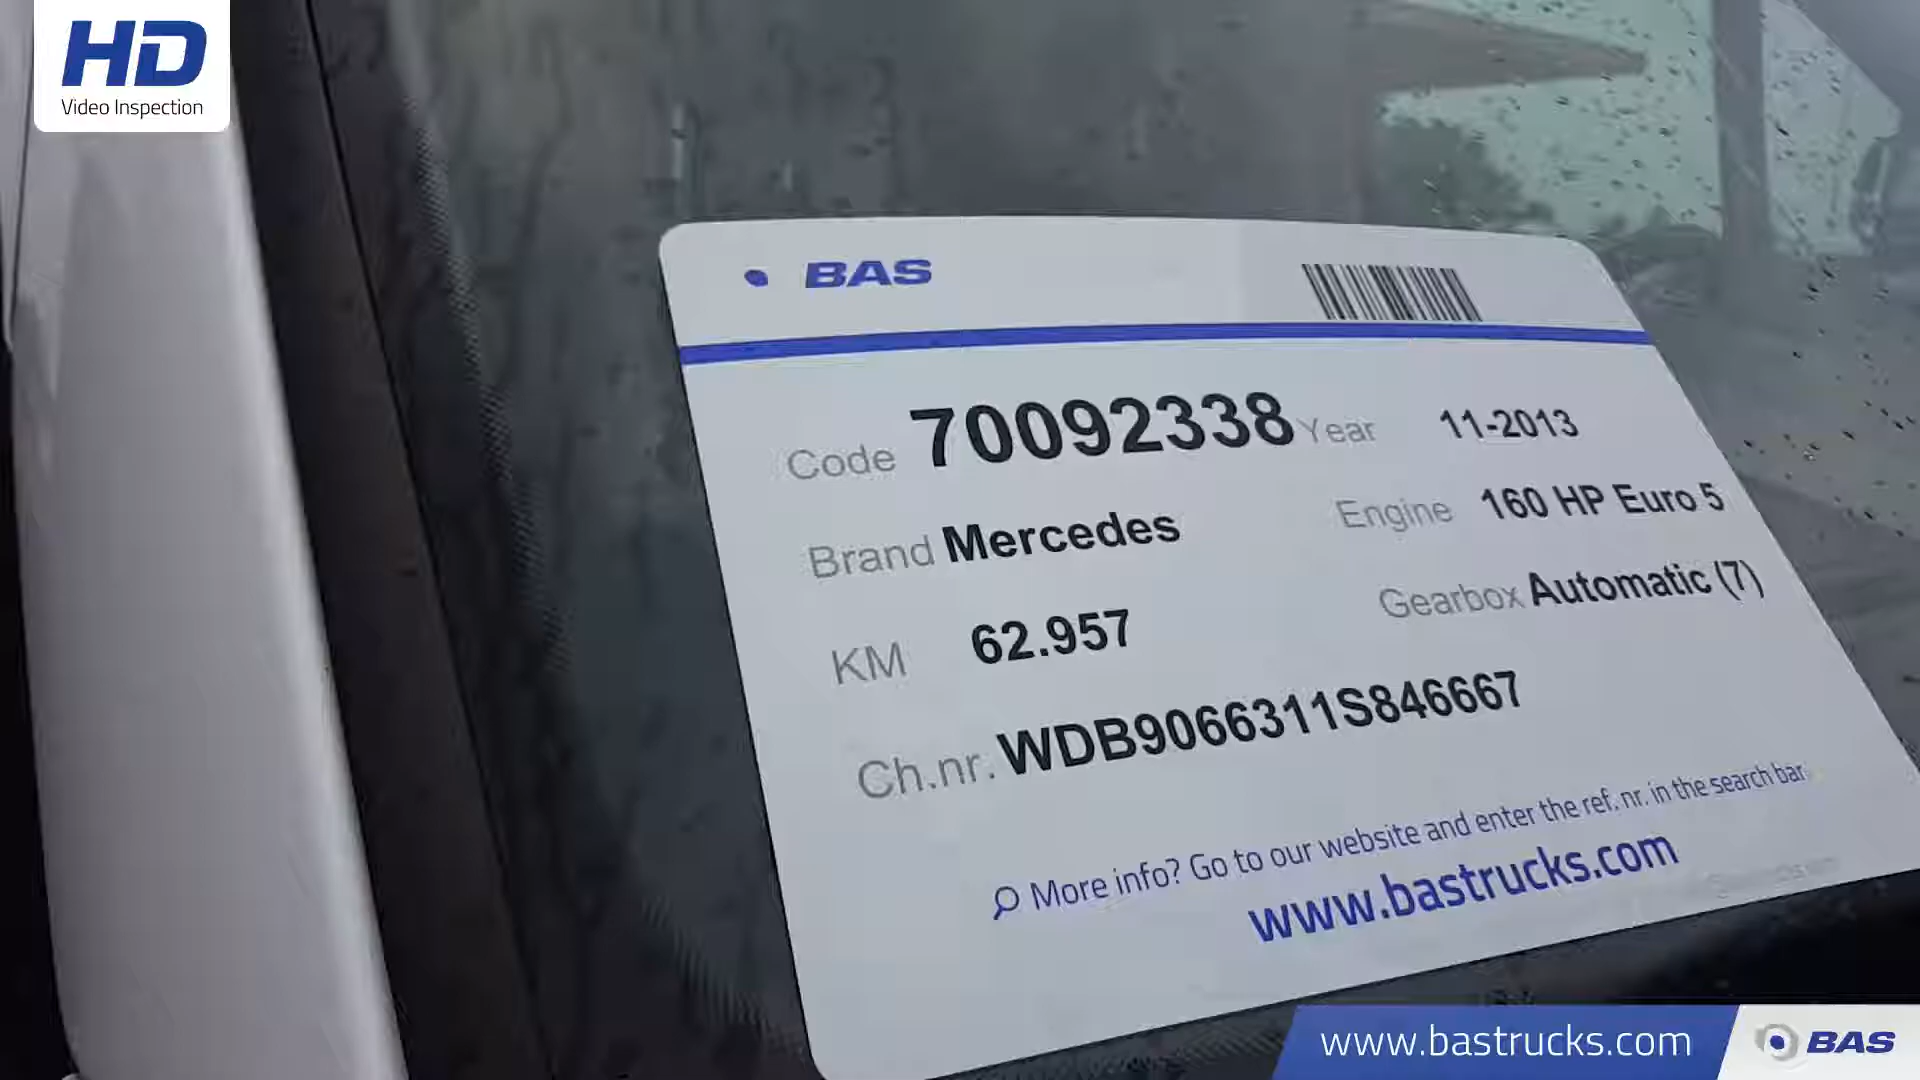 HD
Video Inspection
BAS
Code 70092338 Year 11-2013
Brand Mercedes Engine 160 HP Euro 5
KM 62.957 Gearbox Automatic (7)
Ch.nr. WDB9066311S846667
More info? Go to our website and enter the ref. nr. in the search bar
www.bastrucks.com
www.bastrucks.com BAS